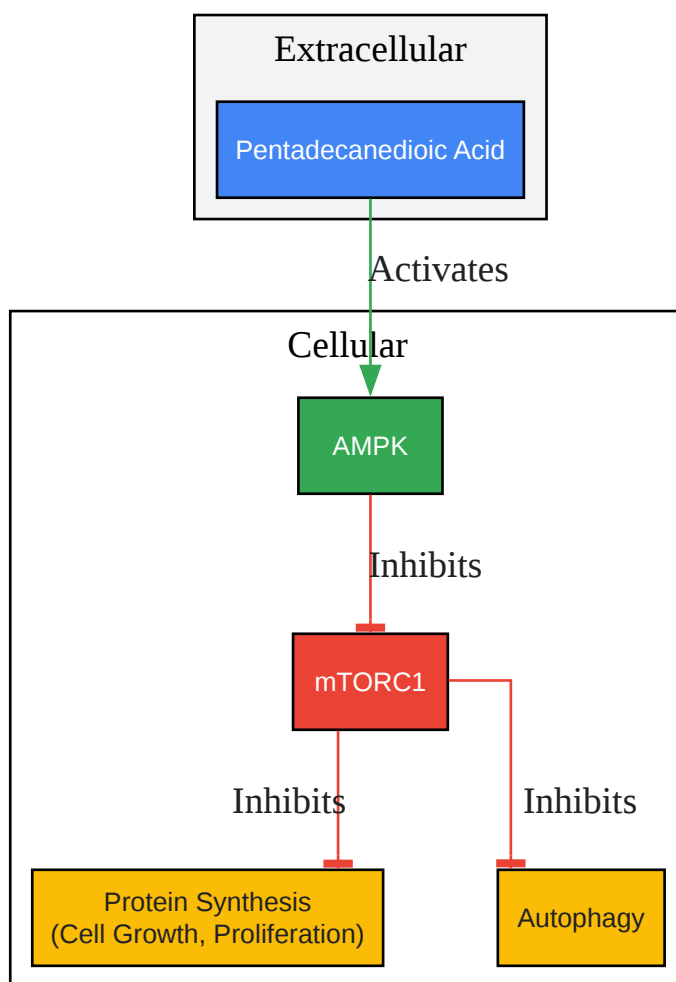 Extracellular
Pentadecanedioic Acid
Activates
Cellular
AMPK
Inhibits
mTORC1
Inhibits
Inhibits
Protein Synthesis
(Cell Growth, Proliferation)
Autophagy